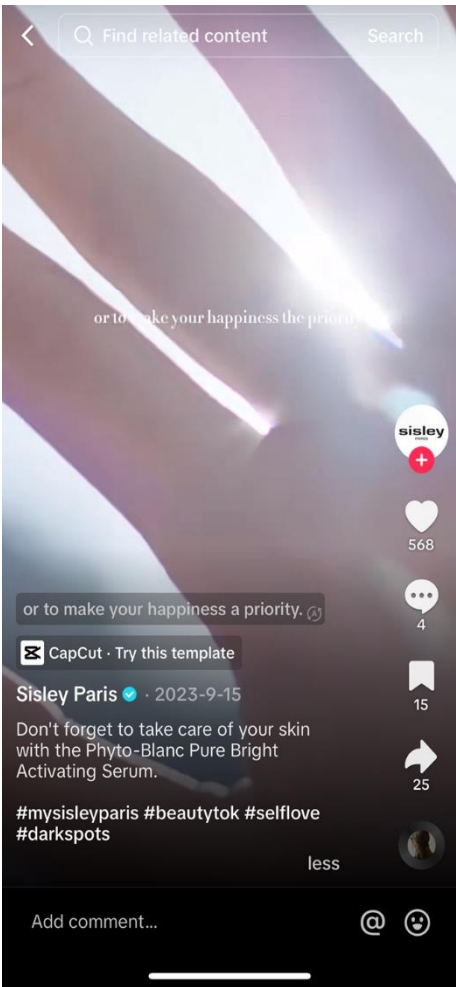 Find related content Search
or to make your happiness the priority
sisley
PARIS
568
or to make your happiness a priority.
4
CapCut · Try this template
Sisley Paris · 2023-9-15
15
Don't forget to take care of your skin
with the Phyto-Blanc Pure Bright
Activating Serum.
25
#mysisleyparis #beautytok #selflove
#darkspots
less
Add comment...